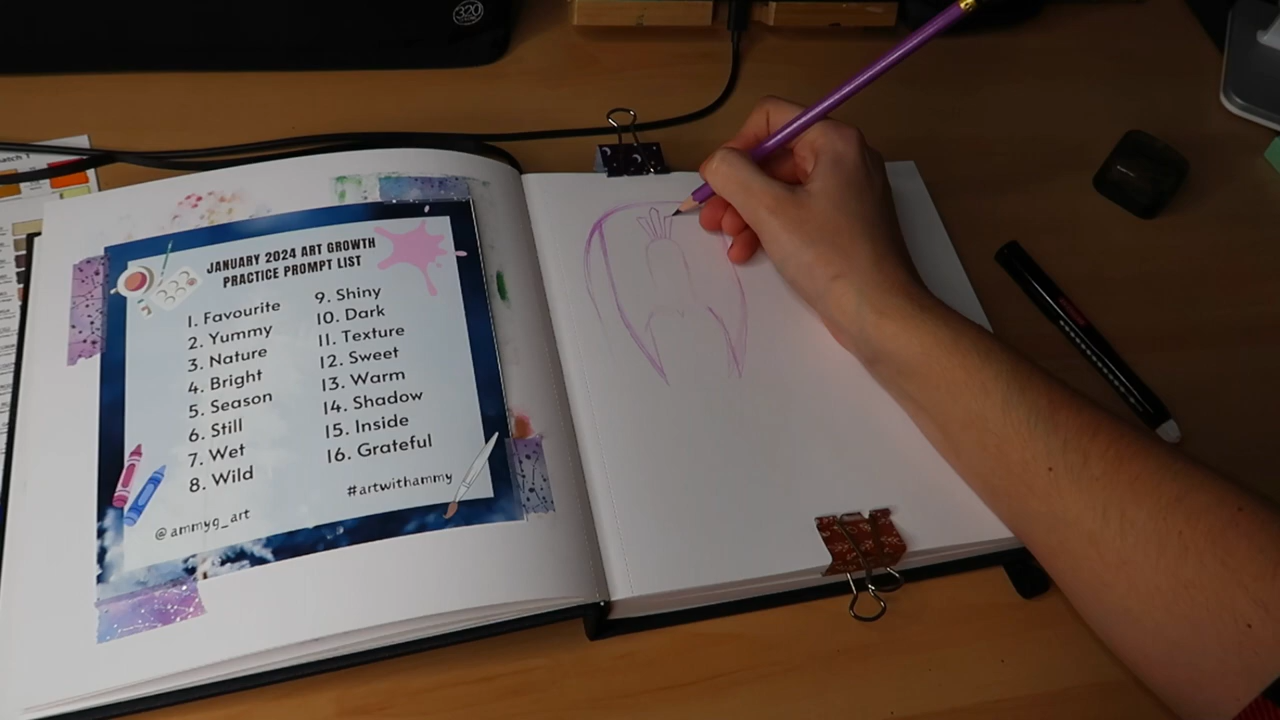 320
atch 1
JANUARY 2024 ART GROWTH
PRACTICE PROMPT LIST
1. Favourite
2. Yummy
3. Nature
4. Bright
5. Season
6. Still
7. Wet
8. Wild
9. Shiny
10. Dark
11. Texture
12. Sweet
13. Warm
14. Shadow
15. Inside
16. Grateful
#artwithammy
@ammyg_art